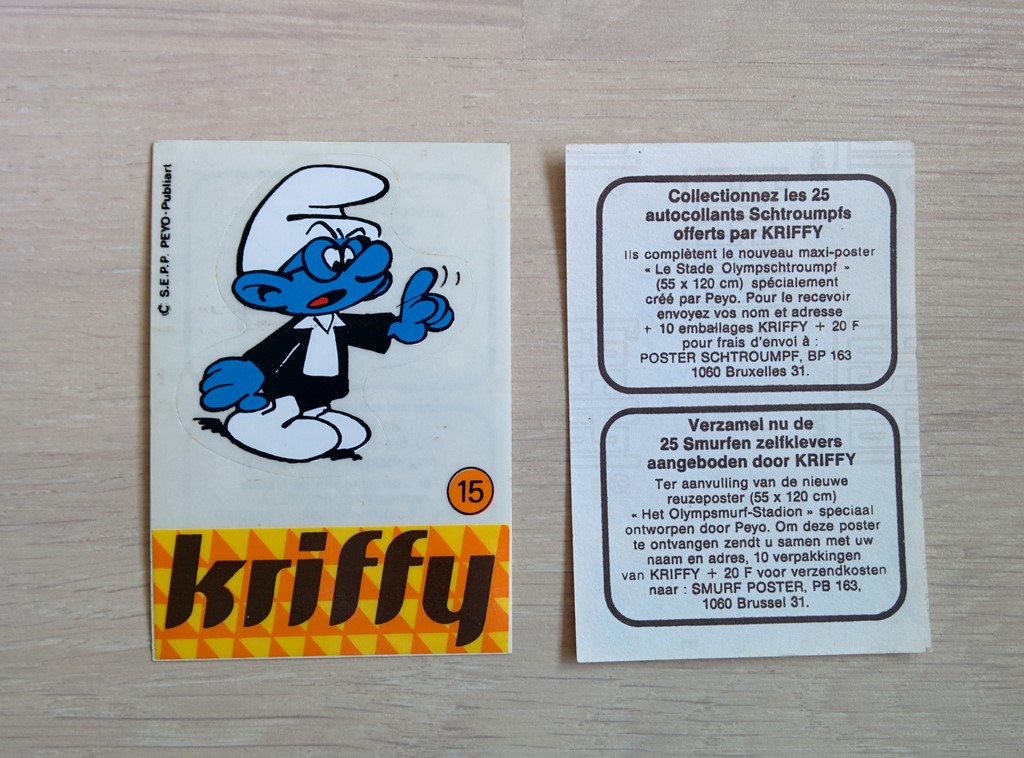 © S.E.P.P. PEYO - Publiart
15
kriffy
Collectionnez les 25
autocollants Schtroumpfs
offerts par KRIFFY
Ils complètent le nouveau maxi-poster
« Le Stade Olympschtroumpf »
(55 x 120 cm) spécialement
créé par Peyo. Pour le recevoir
envoyez vos nom et adresse
+ 10 emballages KRIFFY + 20 F
pour frais d'envoi à :
POSTER SCHTROUMPF, BP 163
1060 Bruxelles 31.
Verzamel nu de
25 Smurfen zelfklevers
aangeboden door KRIFFY
Ter aanvulling van de nieuwe
reuzeposter (55 x 120 cm)
« Het Olympsmurf-Stadion » speciaal
ontworpen door Peyo. Om deze poster
te ontvangen zendt u samen met uw
naam en adres, 10 verpakkingen
van KRIFFY + 20 F voor verzendkosten
naar : SMURF POSTER, PB 163,
1060 Brussel 31.